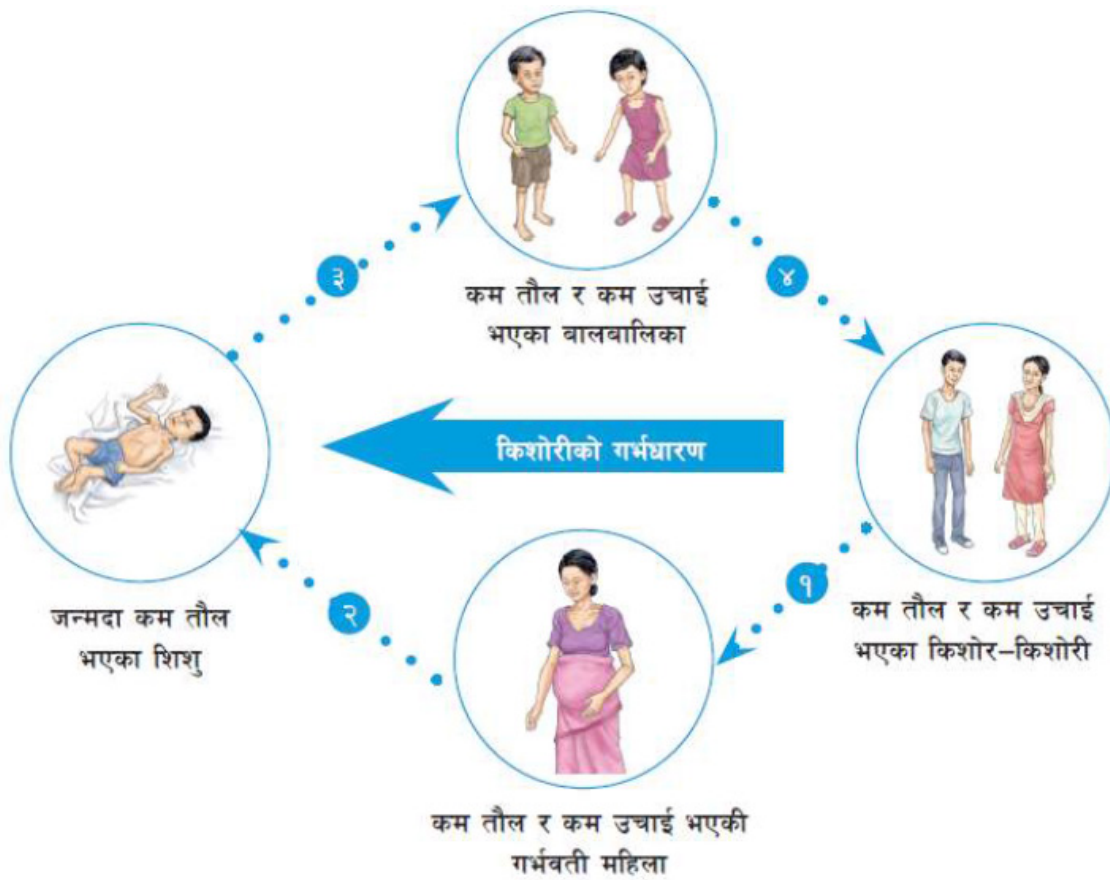 कम तौल र कम उचाई
भएका बालबालिका
३
४
किशोरीको गर्भधारण
जन्मदा कम तौल
भएका शिशु
२
१
कम तौल र कम उचाई
भएका किशोर–किशोरी
कम तौल र कम उचाई भएकी
गर्भवती महिला